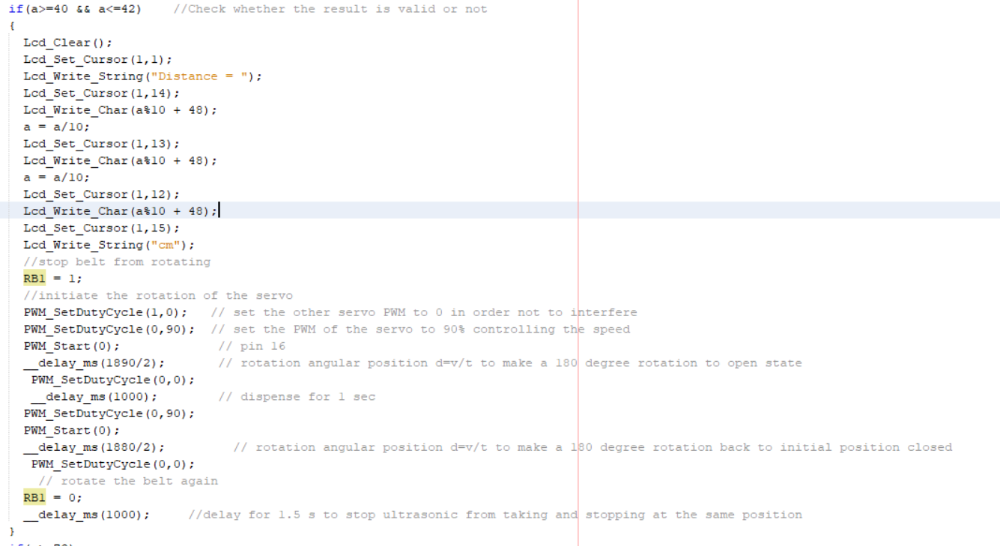 if(a>=40 && a<=42)    //Check whether the result is valid or not
{
Lcd_Clear();
Lcd_Set_Cursor(1,1);
Lcd_Write_String("Distance = ");
Lcd_Set_Cursor(1,14);
Lcd_Write_Char(a%10 + 48);
a = a/10;
Lcd_Set_Cursor(1,13);
Lcd_Write_Char(a%10 + 48);
a = a/10;
Lcd_Set_Cursor(1,12);
Lcd_Write_Char(a%10 + 48);
Lcd_Set_Cursor(1,15);
Lcd_Write_String("cm");
//stop belt from rotating
RB1 = 1;
//initiate the rotation of the servo
PWM_SetDutyCycle(1,0);   // set the other servo PWM to 0 in order not to interfere
PWM_SetDutyCycle(0,90);  // set the PWM of the servo to 90% controlling the speed
PWM_Start(0);             // pin 16
__delay_ms(1890/2);       // rotation angular position d=v/t to make a 180 degree rotation to open state
PWM_SetDutyCycle(0,0);
__delay_ms(1000);        // dispense for 1 sec
PWM_SetDutyCycle(0,90);
PWM_Start(0);
__delay_ms(1880/2);         // rotation angular position d=v/t to make a 180 degree rotation back to initial position closed
PWM_SetDutyCycle(0,0);
// rotate the belt again
RB1 = 0;
__delay_ms(1000);     //delay for 1.5 s to stop ultrasonic from taking and stopping at the same position
}